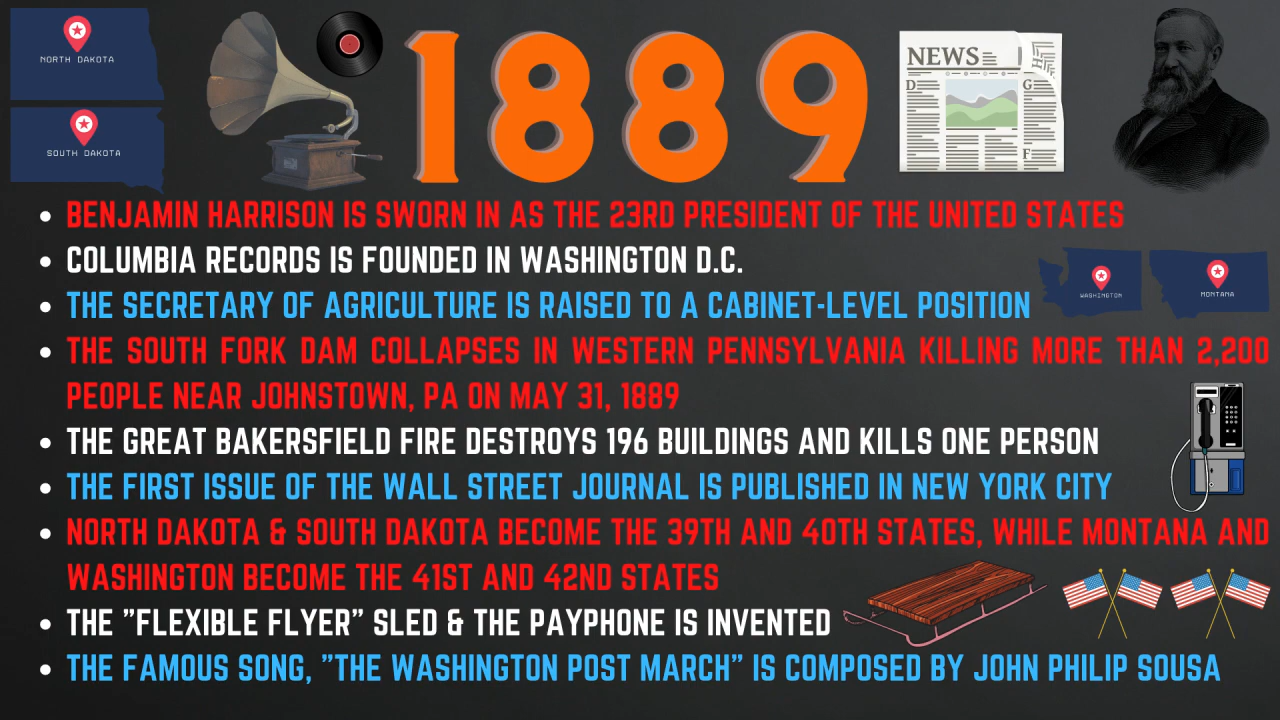 NORTH DAKOTA
SOUTH DAKOTA
1889
NEWS
D
G
F
BENJAMIN HARRISON IS SWORN IN AS THE 23RD PRESIDENT OF THE UNITED STATES
COLUMBIA RECORDS IS FOUNDED IN WASHINGTON D.C.
THE SECRETARY OF AGRICULTURE IS RAISED TO A CABINET-LEVEL POSITION
WASHINGTON
MONTANA
THE SOUTH FORK DAM COLLAPSES IN WESTERN PENNSYLVANIA KILLING MORE THAN 2,200
PEOPLE NEAR JOHNSTOWN, PA ON MAY 31, 1889
THE GREAT BAKERSFIELD FIRE DESTROYS 196 BUILDINGS AND KILLS ONE PERSON
THE FIRST ISSUE OF THE WALL STREET JOURNAL IS PUBLISHED IN NEW YORK CITY
NORTH DAKOTA & SOUTH DAKOTA BECOME THE 39TH AND 40TH STATES, WHILE MONTANA AND
WASHINGTON BECOME THE 41ST AND 42ND STATES
THE "FLEXIBLE FLYER" SLED & THE PAYPHONE IS INVENTED
THE FAMOUS SONG, "THE WASHINGTON POST MARCH" IS COMPOSED BY JOHN PHILIP SOUSA